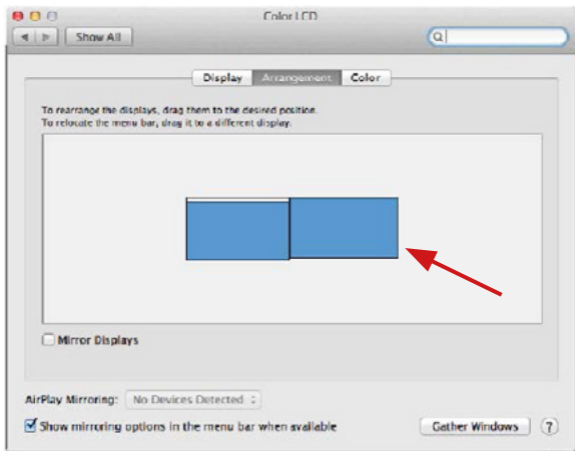 Color LCD
Show All
Display Arrangement Color
To rearrange the displays, drag them to the desired position.
To relocate the menu bar, drag it to a different display.
Mirror Displays
AirPlay Mirroring: No Devices Detected
Show mirroring options in the menu bar when available
Gather Windows ?